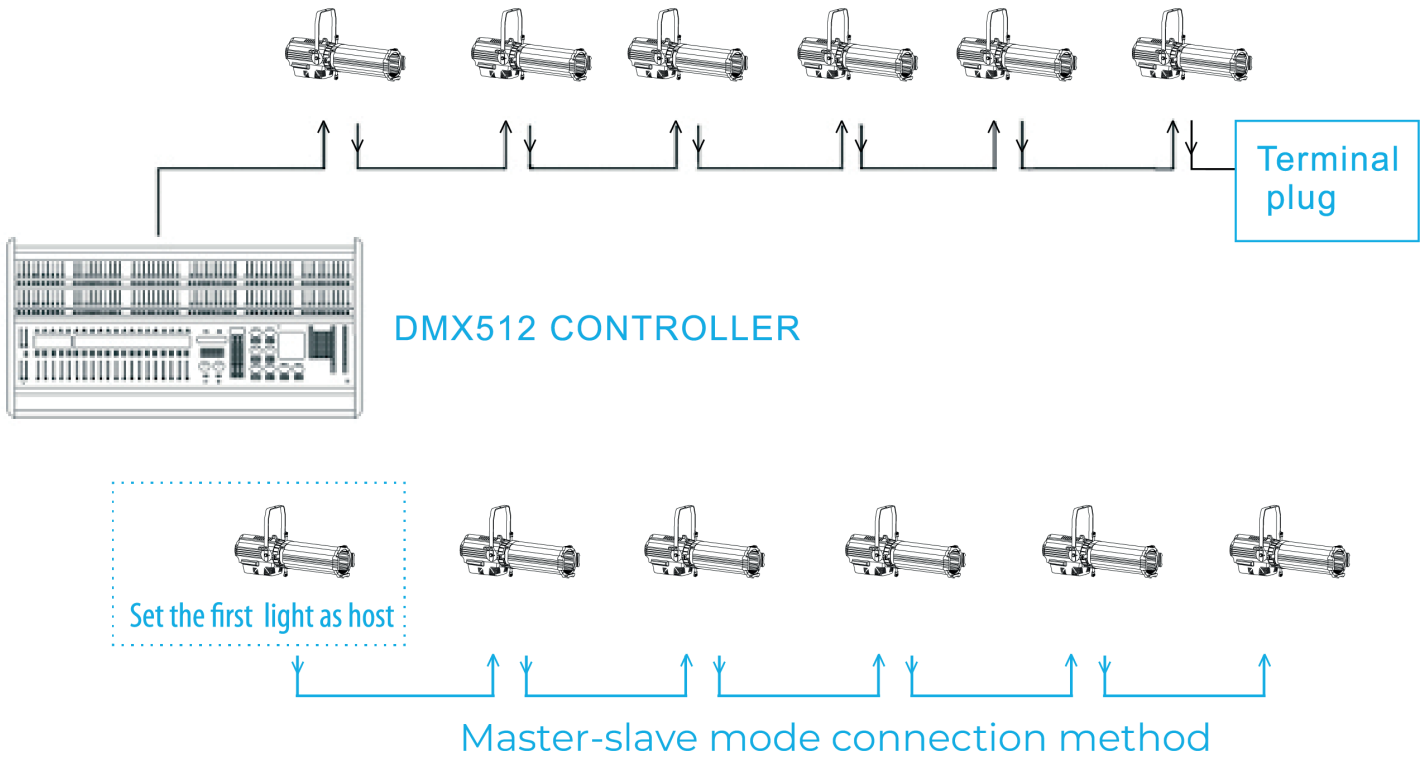 Terminal
plug
DMX512 CONTROLLER
Set the first light as host
Master-slave mode connection method